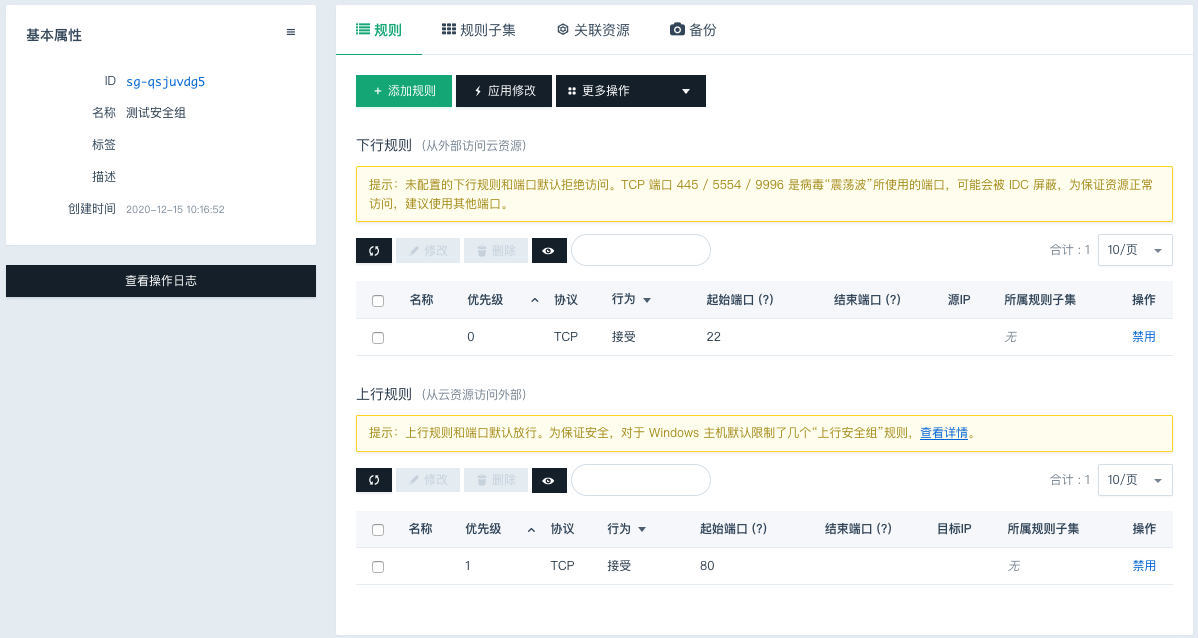 基本属性
ID sg-qsjuvdg5
名称 测试安全组
标签
描述
创建时间 2020-12-15 10:16:52
查看操作日志
规则 规则子集 关联资源 备份
+ 添加规则 应用修改 更多操作
下行规则 (从外部访问云资源)
提示：未配置的下行规则和端口默认拒绝访问。TCP 端口 445 / 5554 / 9996 是病毒“震荡波”所使用的端口，可能会被 IDC 屏蔽，为保证资源正常
访问，建议使用其他端口。
修改 删除 合计：1 10/页
名称 优先级 协议 行为 起始端口 (?) 结束端口 (?) 源IP 所属规则子集 操作
0 TCP 接受 22 无 禁用
上行规则 (从云资源访问外部)
提示：上行规则和端口默认放行。为保证安全，对于 Windows 主机默认限制了几个“上行安全组”规则，查看详情。
修改 删除 合计：1 10/页
名称 优先级 协议 行为 起始端口 (?) 结束端口 (?) 目标IP 所属规则子集 操作
1 TCP 接受 80 无 禁用